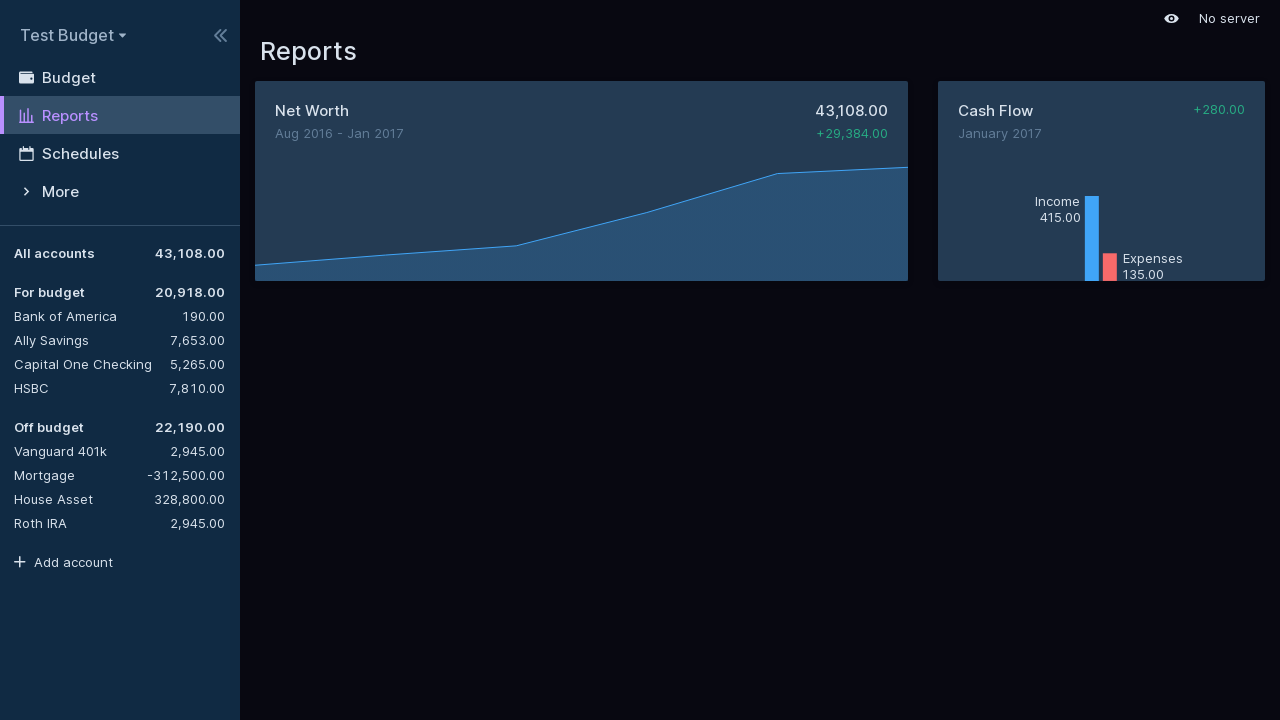 Test Budget
Budget
Reports
Schedules
More
All accounts 43,108.00
For budget 20,918.00
Bank of America 190.00
Ally Savings 7,653.00
Capital One Checking 5,265.00
HSBC 7,810.00
Off budget 22,190.00
Vanguard 401k 2,945.00
Mortgage -312,500.00
House Asset 328,800.00
Roth IRA 2,945.00
Add account
No server
Reports
Net Worth 43,108.00
Aug 2016 - Jan 2017 +29,384.00
Cash Flow +280.00
January 2017
Income
415.00
Expenses
135.00